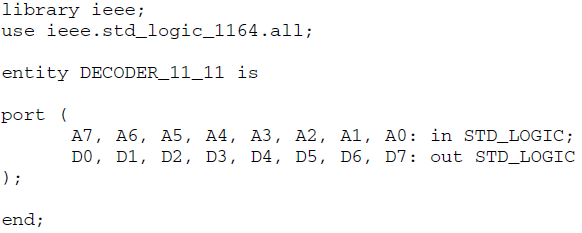 library ieee;
use ieee.std_logic_1164.all;
entity DECODER_11_11 is
port (
A7, A6, A5, A4, A3, A2, A1, A0: in STD_LOGIC;
D0, D1, D2, D3, D4, D5, D6, D7: out STD_LOGIC
);
end;